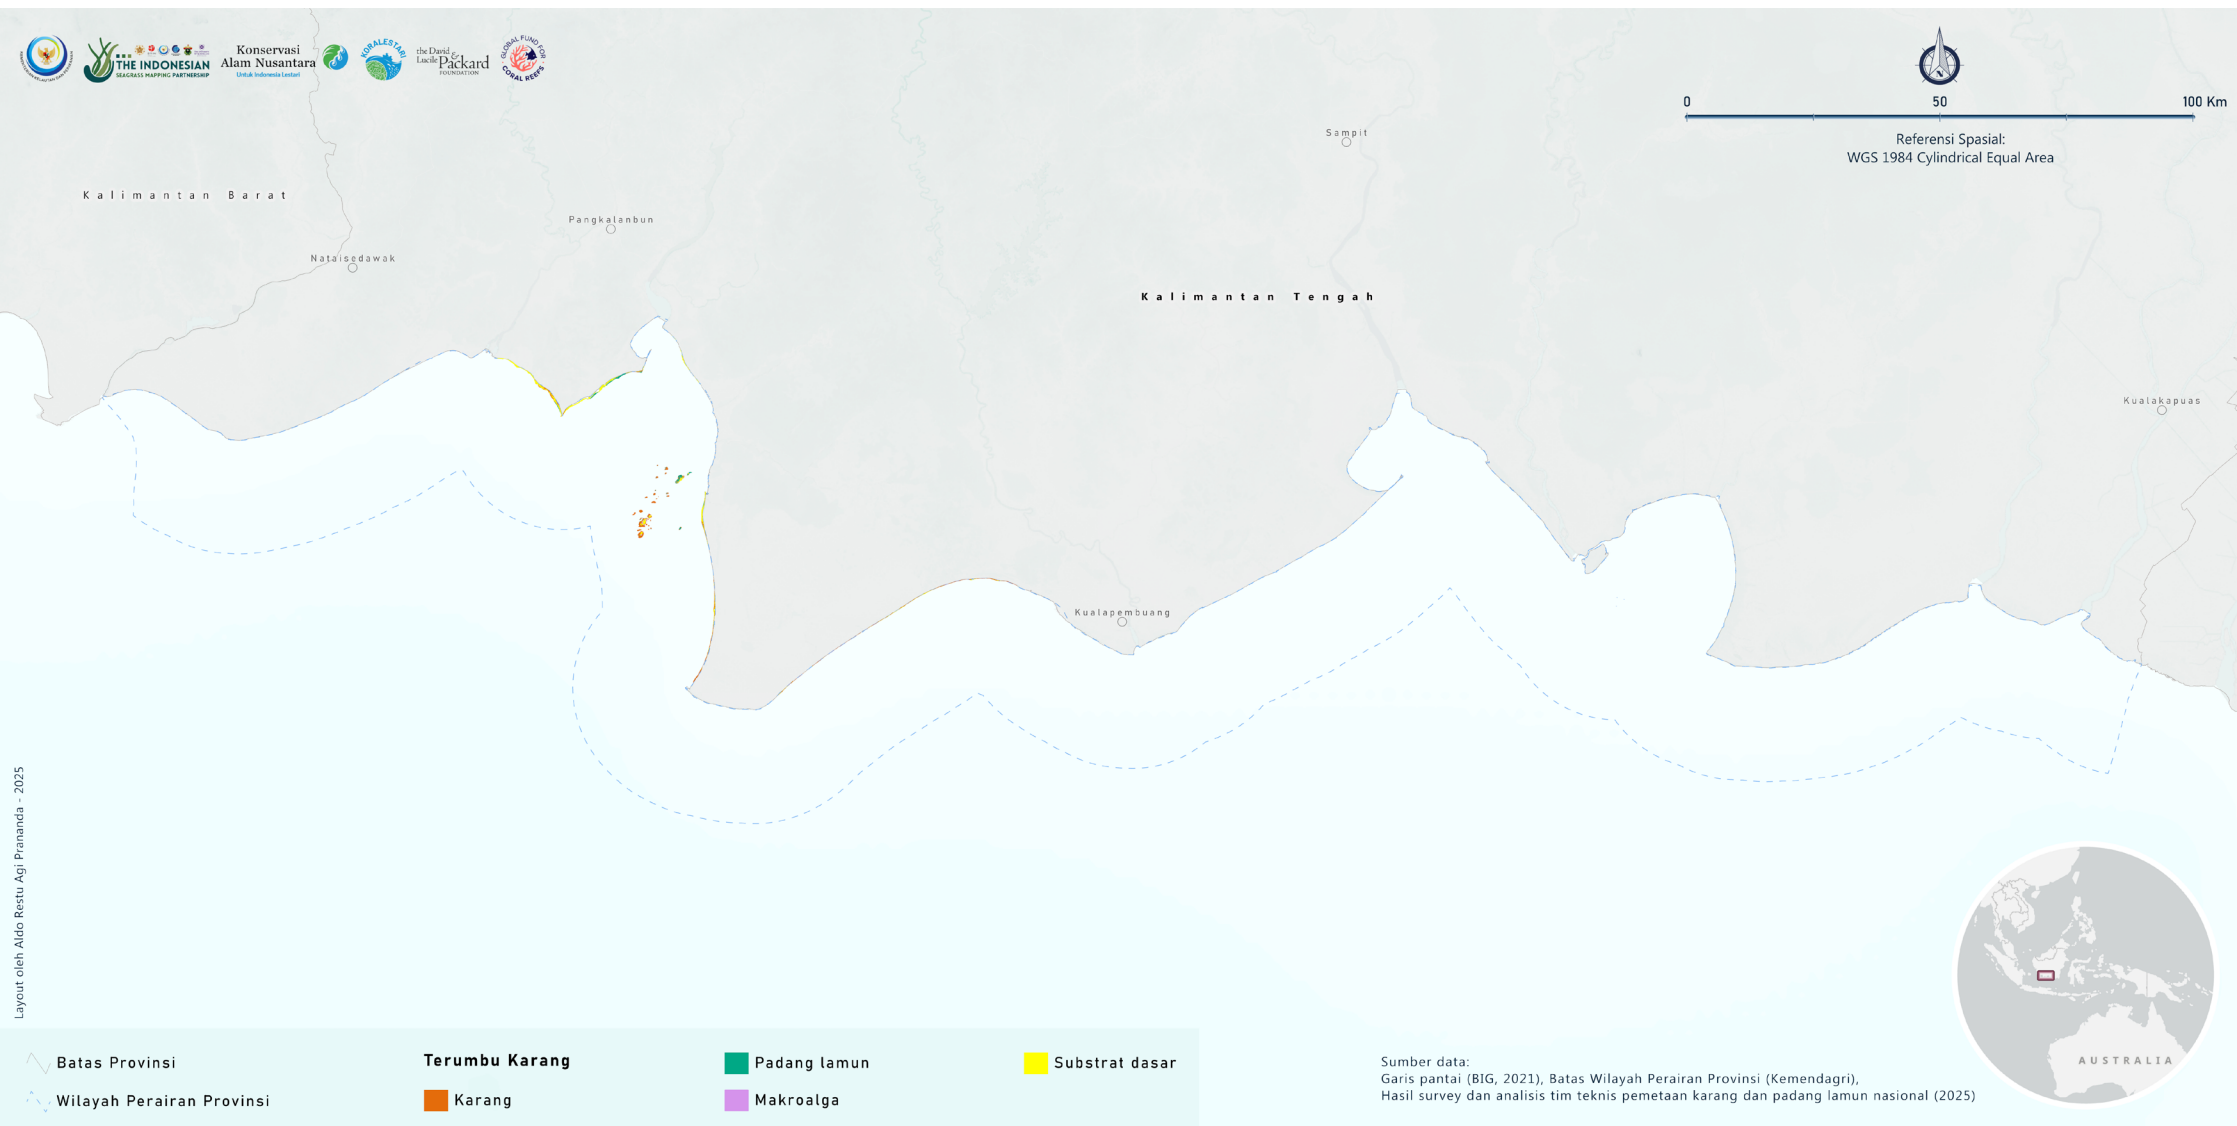 THE INDONESIAN
SEAGRASS MAPPING PARTNERSHIP
Konservasi
Alam Nusantara
Untuk Indonesia Lestari
KORALESTARI
the David &
Lucile Packard
FOUNDATION
GLOBAL FUND FOR
CORAL REEFS
N
0 50 100 Km
Referensi Spasial:
WGS 1984 Cylindrical Equal Area
Sampit
Kalimantan Barat
Pangkalanbun
Nataisedawak
Kalimantan Tengah
Kualakapuas
Kualapembuang
Layout oleh Aldo Restu Agi Prananda - 2025
AUSTRALIA
Batas Provinsi
Wilayah Perairan Provinsi
Terumbu Karang
Karang
Padang lamun
Makroalga
Substrat dasar
Sumber data:
Garis pantai (BIG, 2021), Batas Wilayah Perairan Provinsi (Kemendagri),
Hasil survey dan analisis tim teknis pemetaan karang dan padang lamun nasional (2025)